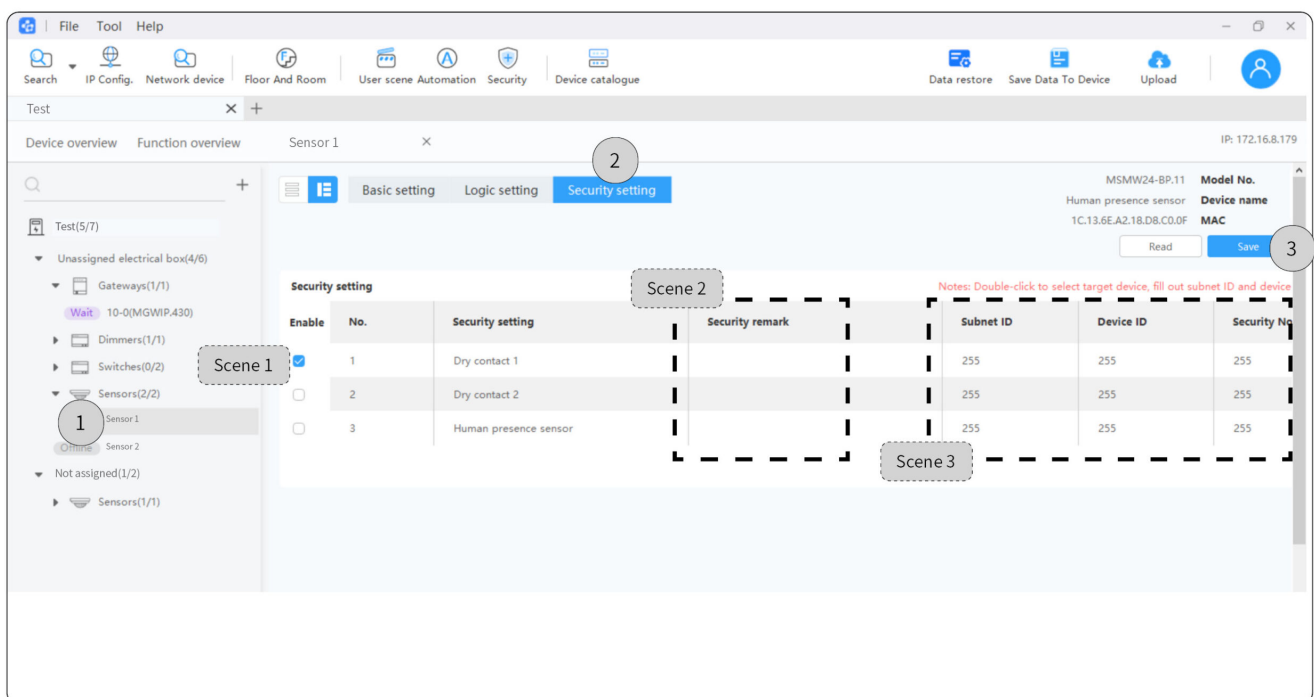 File Tool Help
Search IP Config. Network device Floor And Room User scene Automation Security Device catalogue Data restore Save Data To Device Upload
Test
Device overview Function overview Sensor 1 IP: 172.16.8.179
2
Basic setting Logic setting Security setting
MSMW24-BP.11 Model No.
Human presence sensor Device name
1C.13.6E.A2.18.D8.C0.0F MAC
Read Save 3
Test(5/7)
Unassigned electrical box(4/6)
Gateways(1/1)
Wait 10-0(MGWIP.430)
Dimmers(1/1)
Switches(0/2)
Sensors(2/2)
1 Sensor 1
Offline Sensor 2
Not assigned(1/2)
Sensors(1/1)
Security setting Scene 2 Notes: Double-click to select target device, fill out subnet ID and device
Enable No. Security setting Security remark Subnet ID Device ID Security No
Scene 1 1 Dry contact 1 255 255 255
2 Dry contact 2 255 255 255
3 Human presence sensor 255 255 255
Scene 3